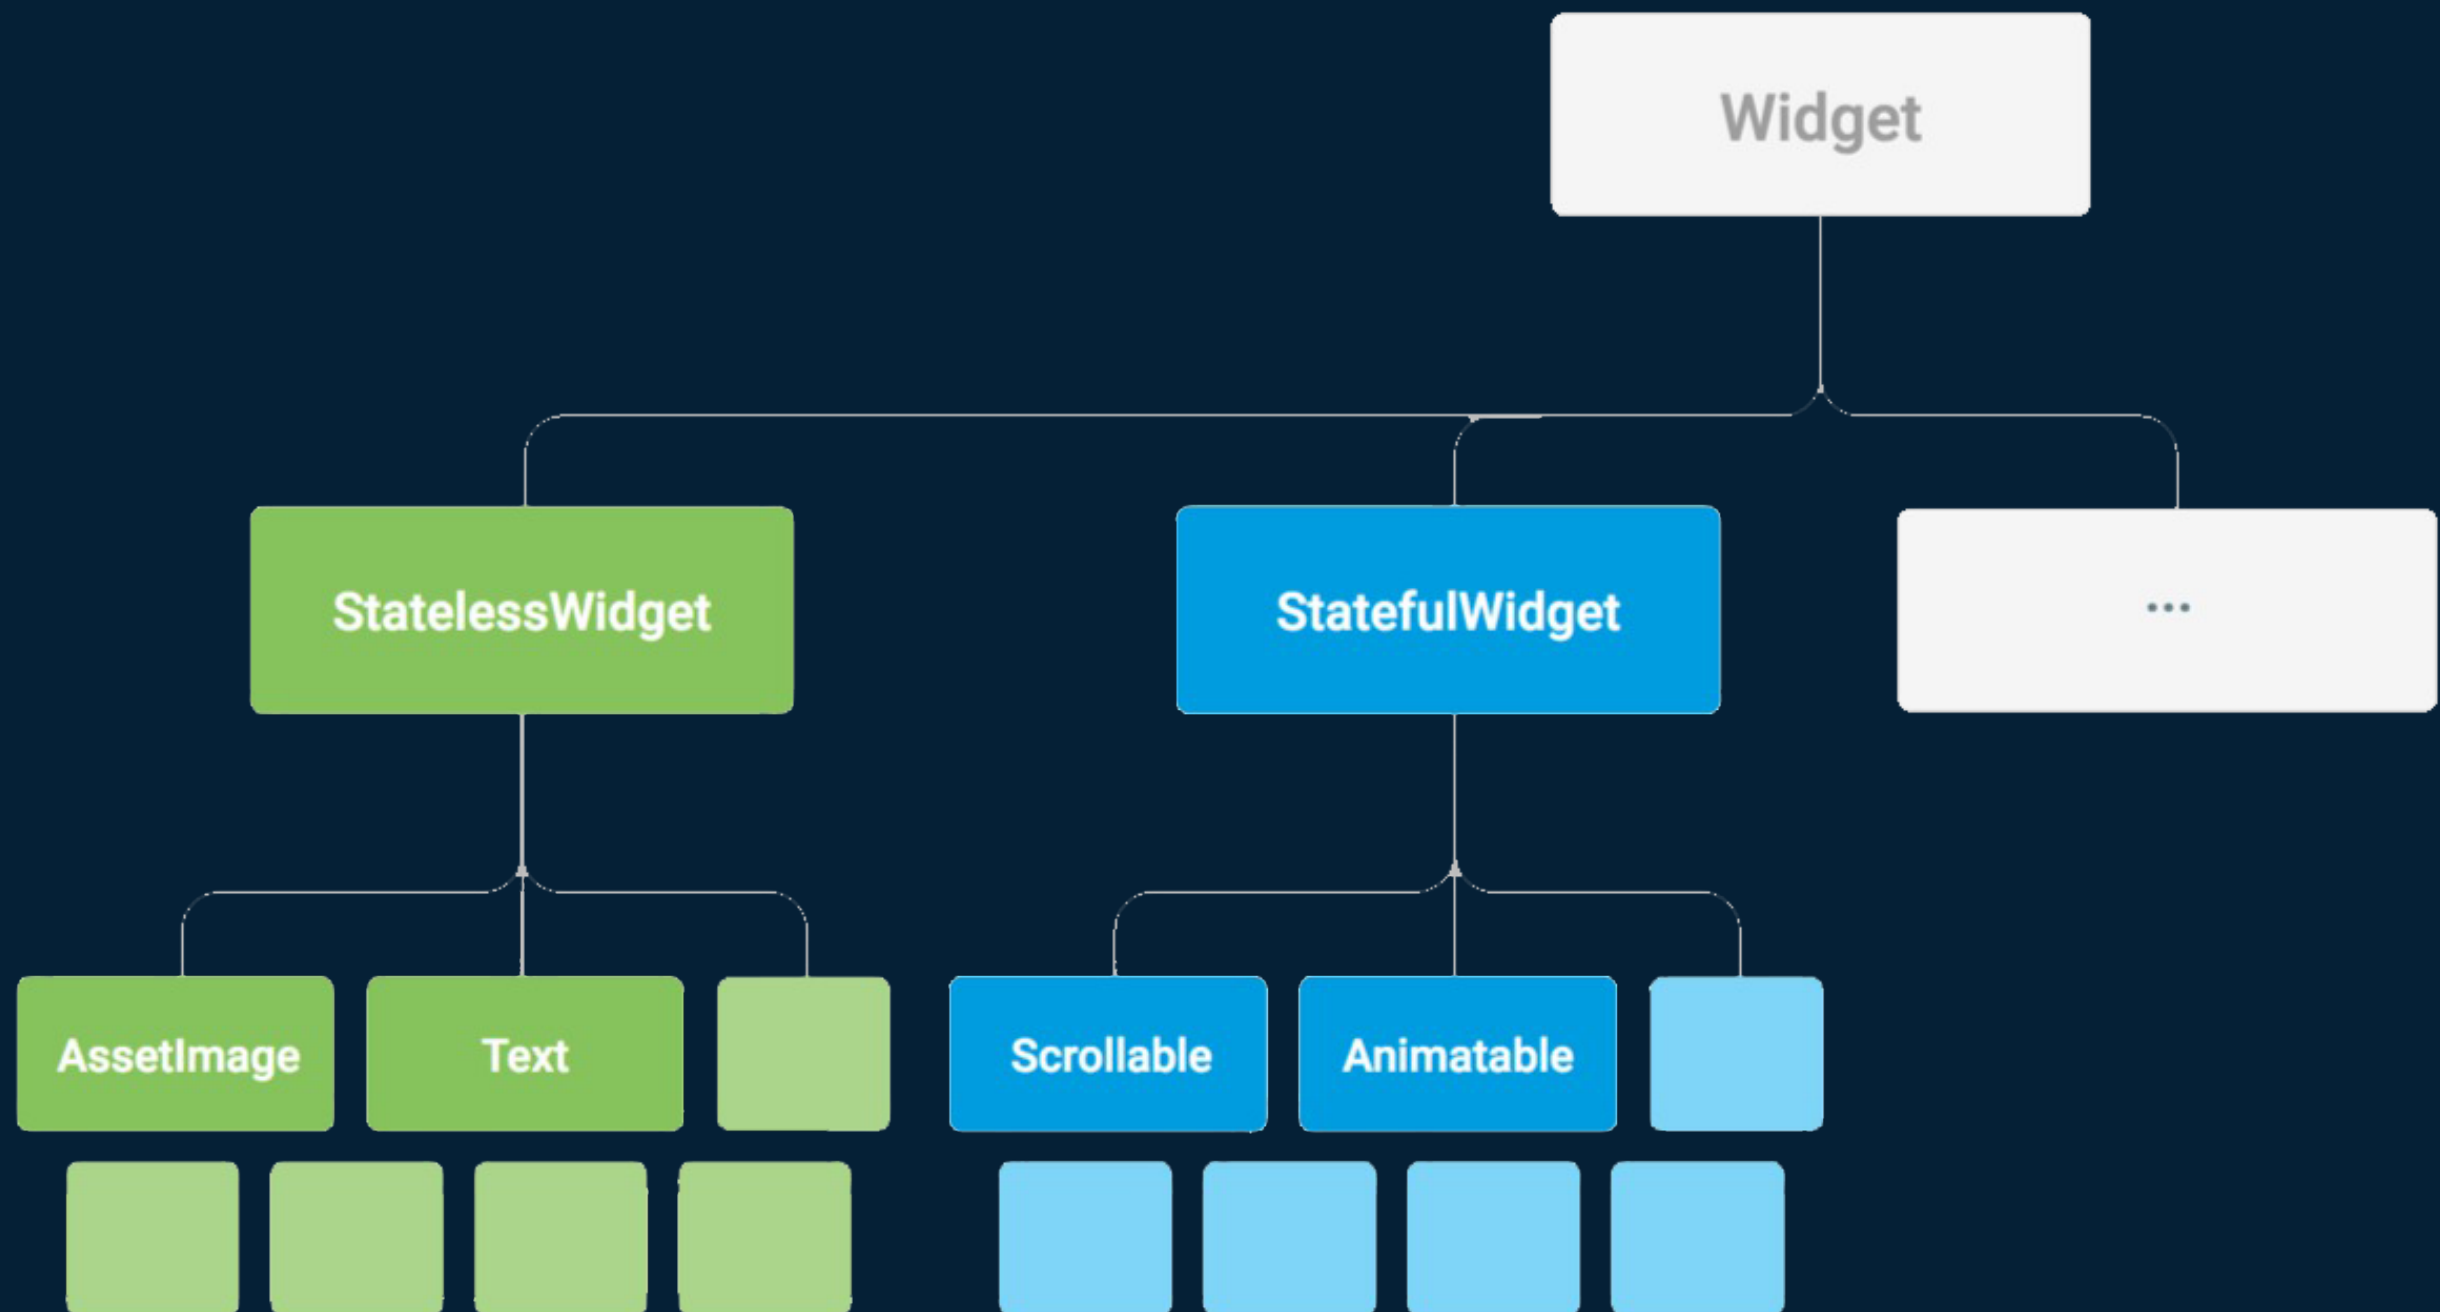 Widget
StatelessWidget
StatefulWidget
...
AssetImage
Text
Scrollable
Animatable